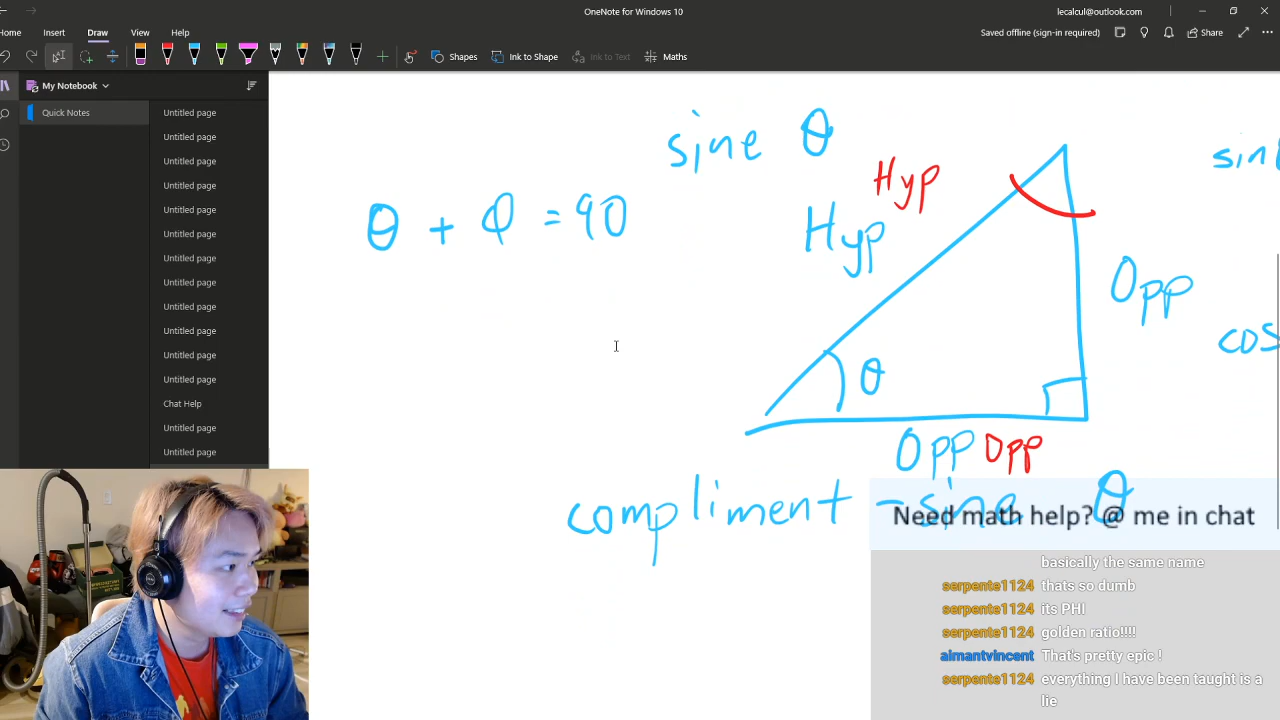 OneNote for Windows 10
lecalcul@outlook.com
Home Insert Draw View Help
Saved offline (sign-in required)
Share
Shapes
Ink to Shape
Ink to Text
Maths
My Notebook
Quick Notes
Untitled page
Untitled page
Untitled page
Untitled page
Untitled page
Untitled page
Untitled page
Untitled page
Untitled page
Untitled page
Untitled page
Untitled page
Chat Help
Untitled page
Untitled page
sine θ
θ + Φ = 90
Hyp
Hyp
Opp
θ
Opp Opp
sin
cos
compliment - sine θ
Need math help? @ me in chat
basically the same name
serpente1124 thats so dumb
serpente1124 its PHI
serpente1124 golden ratio!!!!
aimantvincent That's pretty epic !
serpente1124 everything I have been taught is a
lie